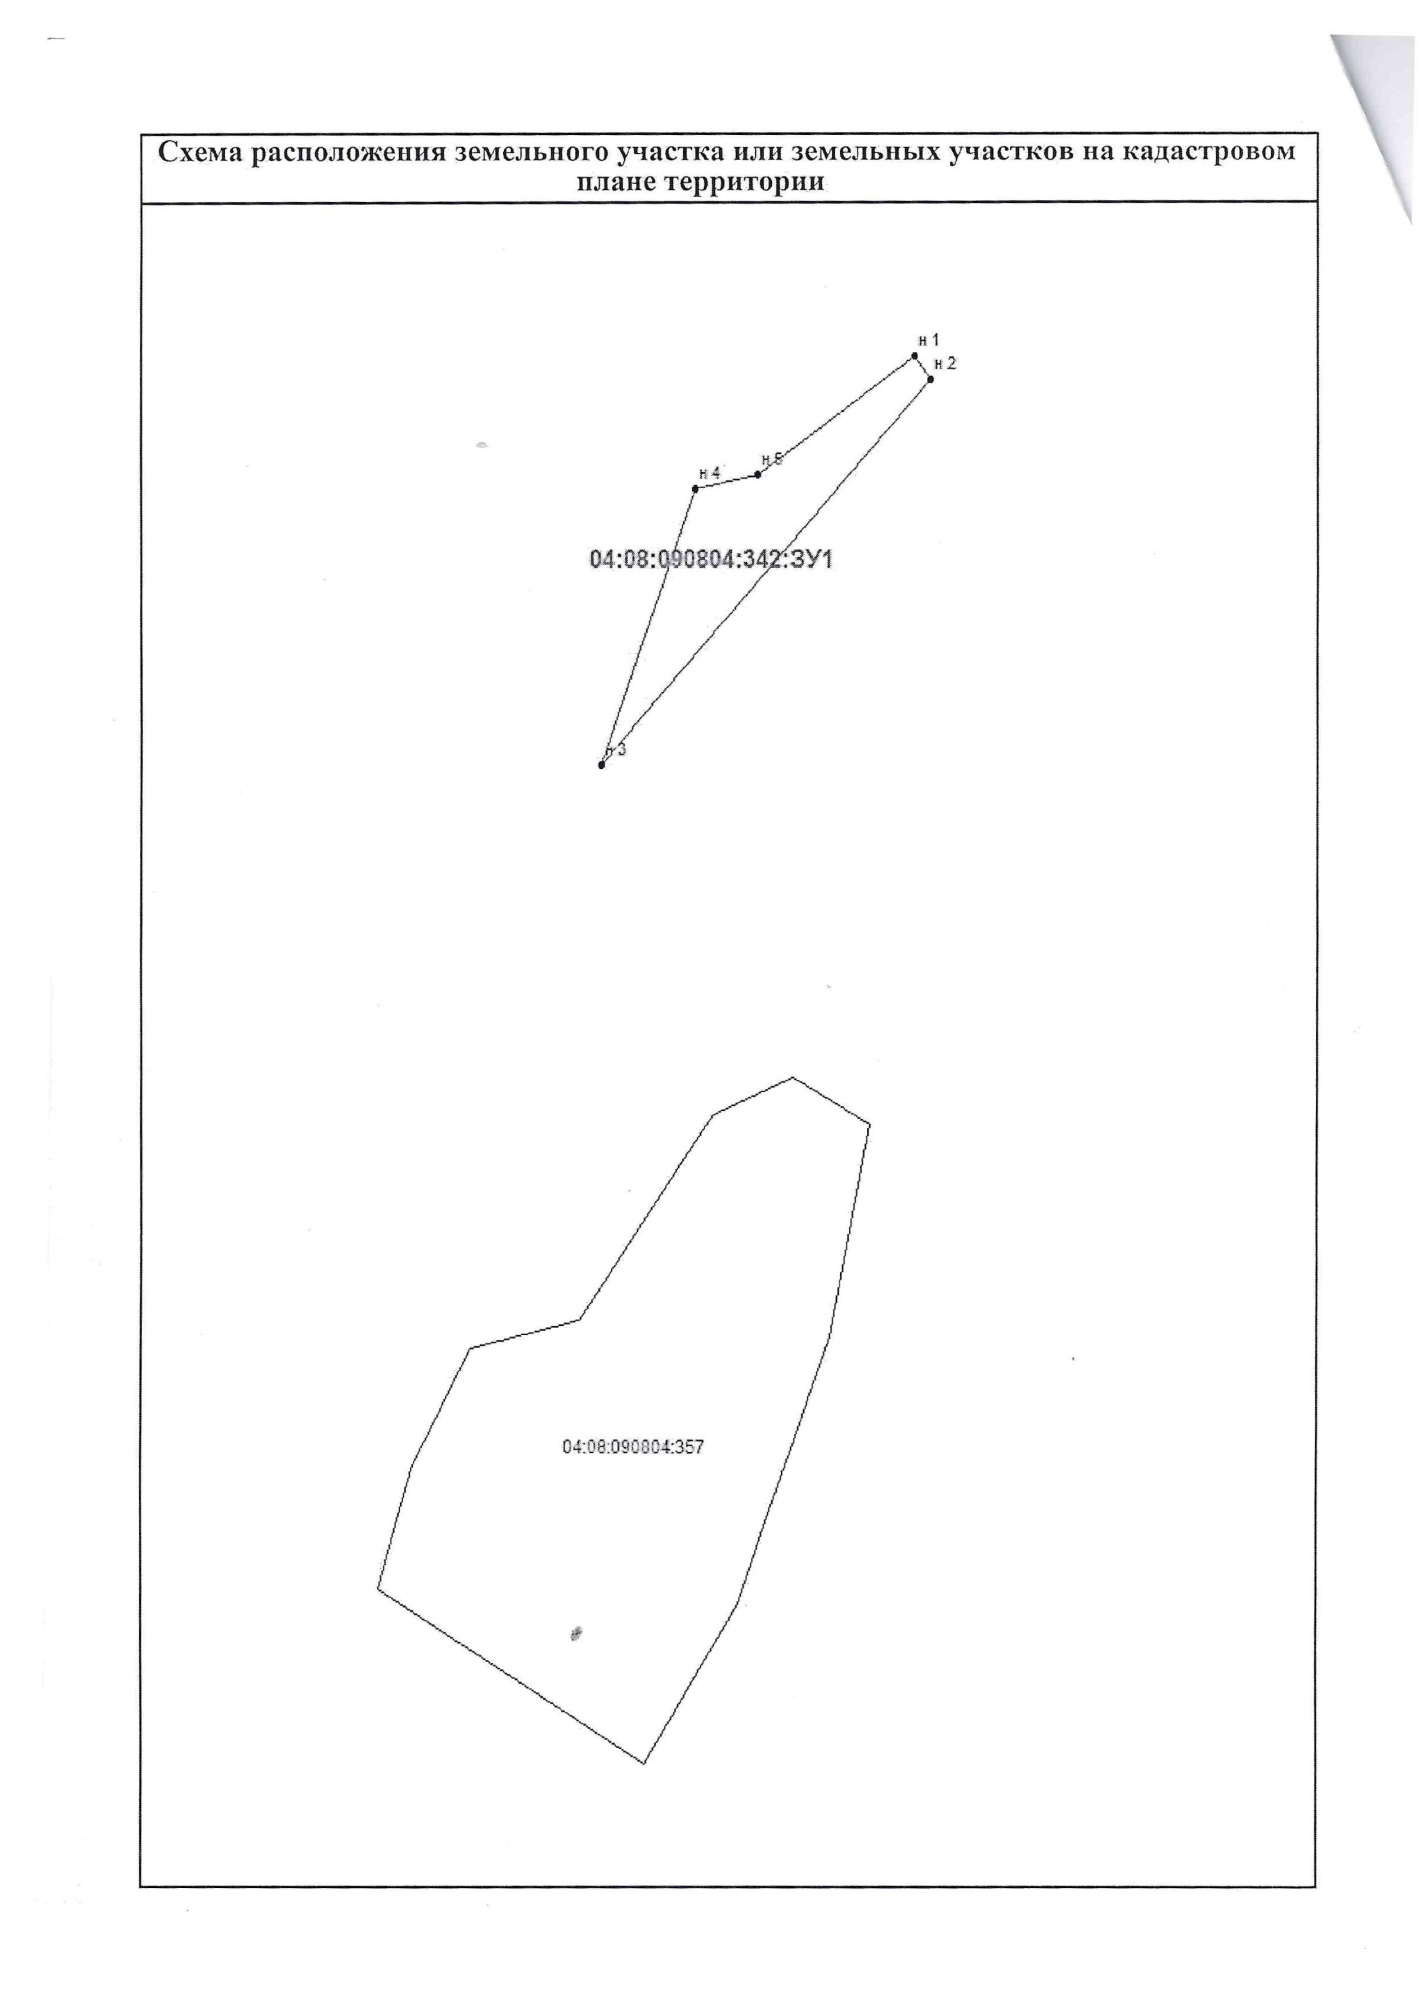 Схема расположения земельного участка или земельных участков на кадастровом
плане территории
н 1
н 2
н 5
н 4
04:08:090804:342:ЗУ1
н 3
04:08:090804:357